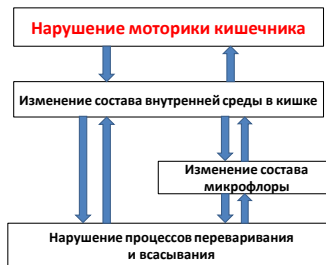 Нарушение моторики кишечника
Изменение состава внутренней среды в кишке
Изменение состава
микрофлоры
Нарушение процессов переваривания
и всасывания